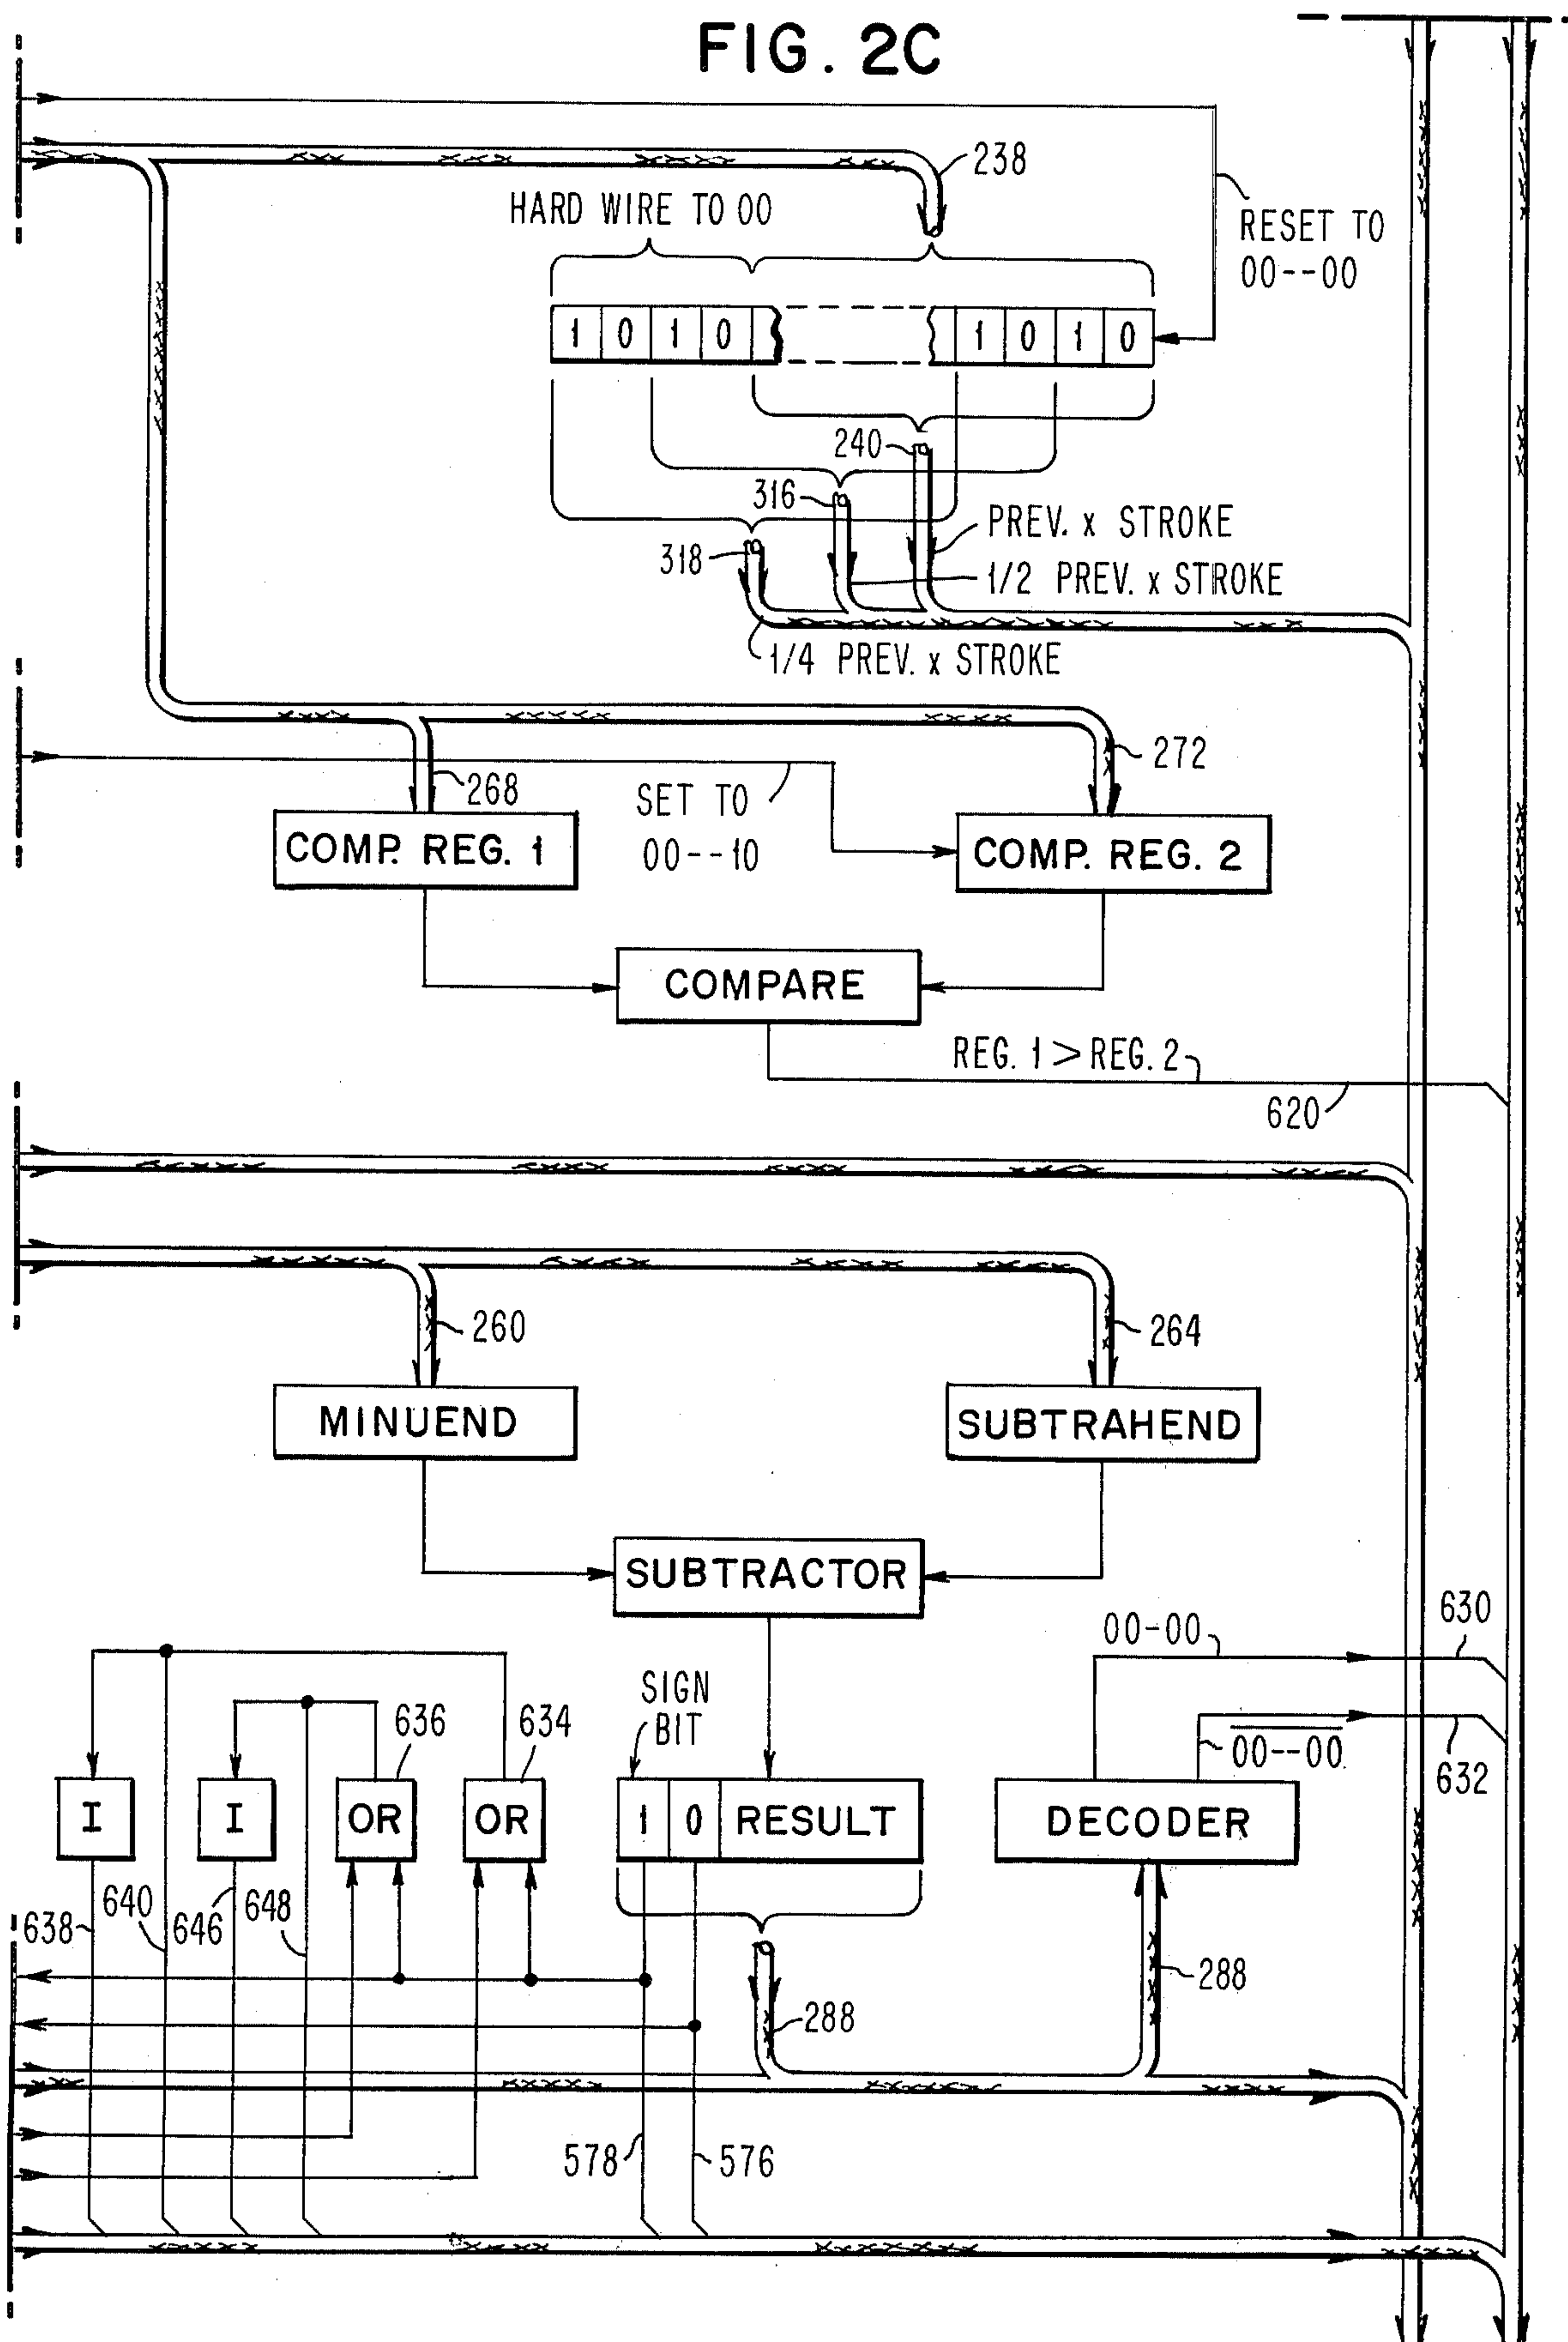 FIG. 2C
238
HARD WIRE TO 00
RESET TO
00--00
1 0 1 0 1 0 1 0
240
316
PREV. x STROKE
318
1/2 PREV. x STROKE
1/4 PREV. x STROKE
272
268
SET TO
00--10
COMP. REG. 1
COMP. REG. 2
COMPARE
REG. 1 > REG. 2
620
260
264
MINUEND
SUBTRAHEND
SUBTRACTOR
00-00
630
SIGN
BIT
636
634
00--00
632
I
I
OR
OR
1 0 RESULT
DECODER
638
640
646
648
288
288
578
576